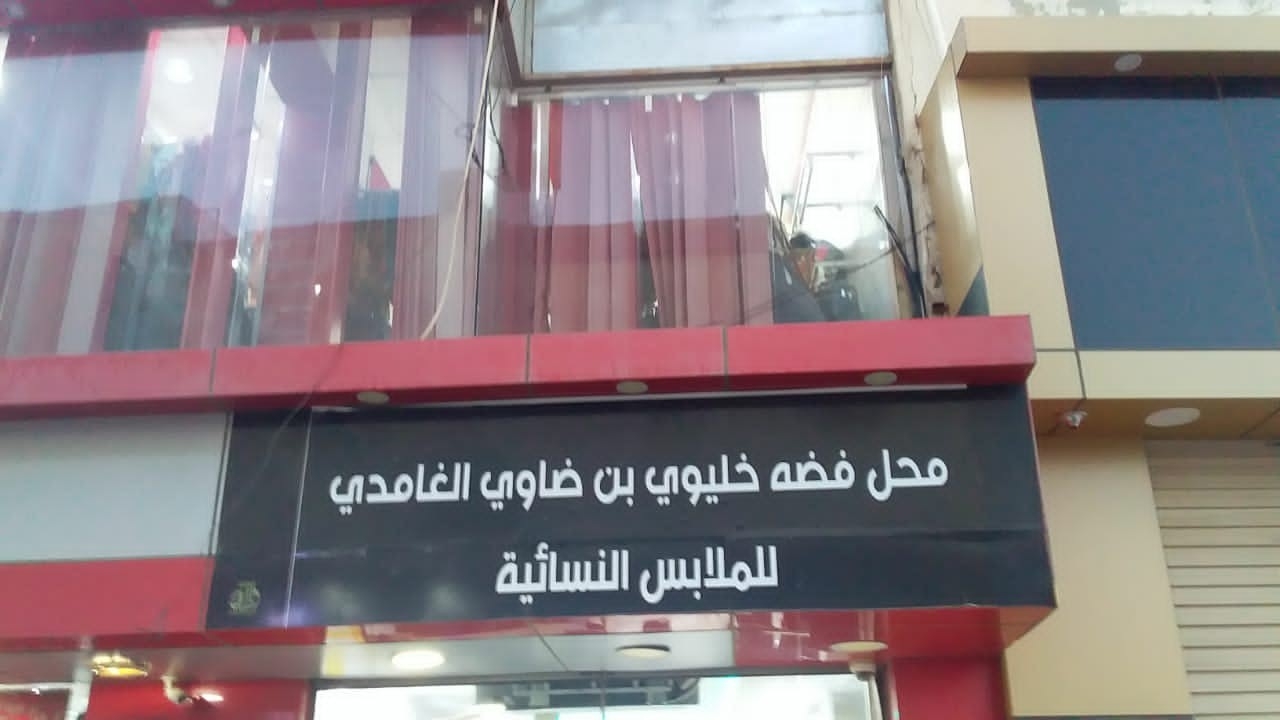 محل فضه خليوي بن ضاوي الغامدي
للملابس النسائية